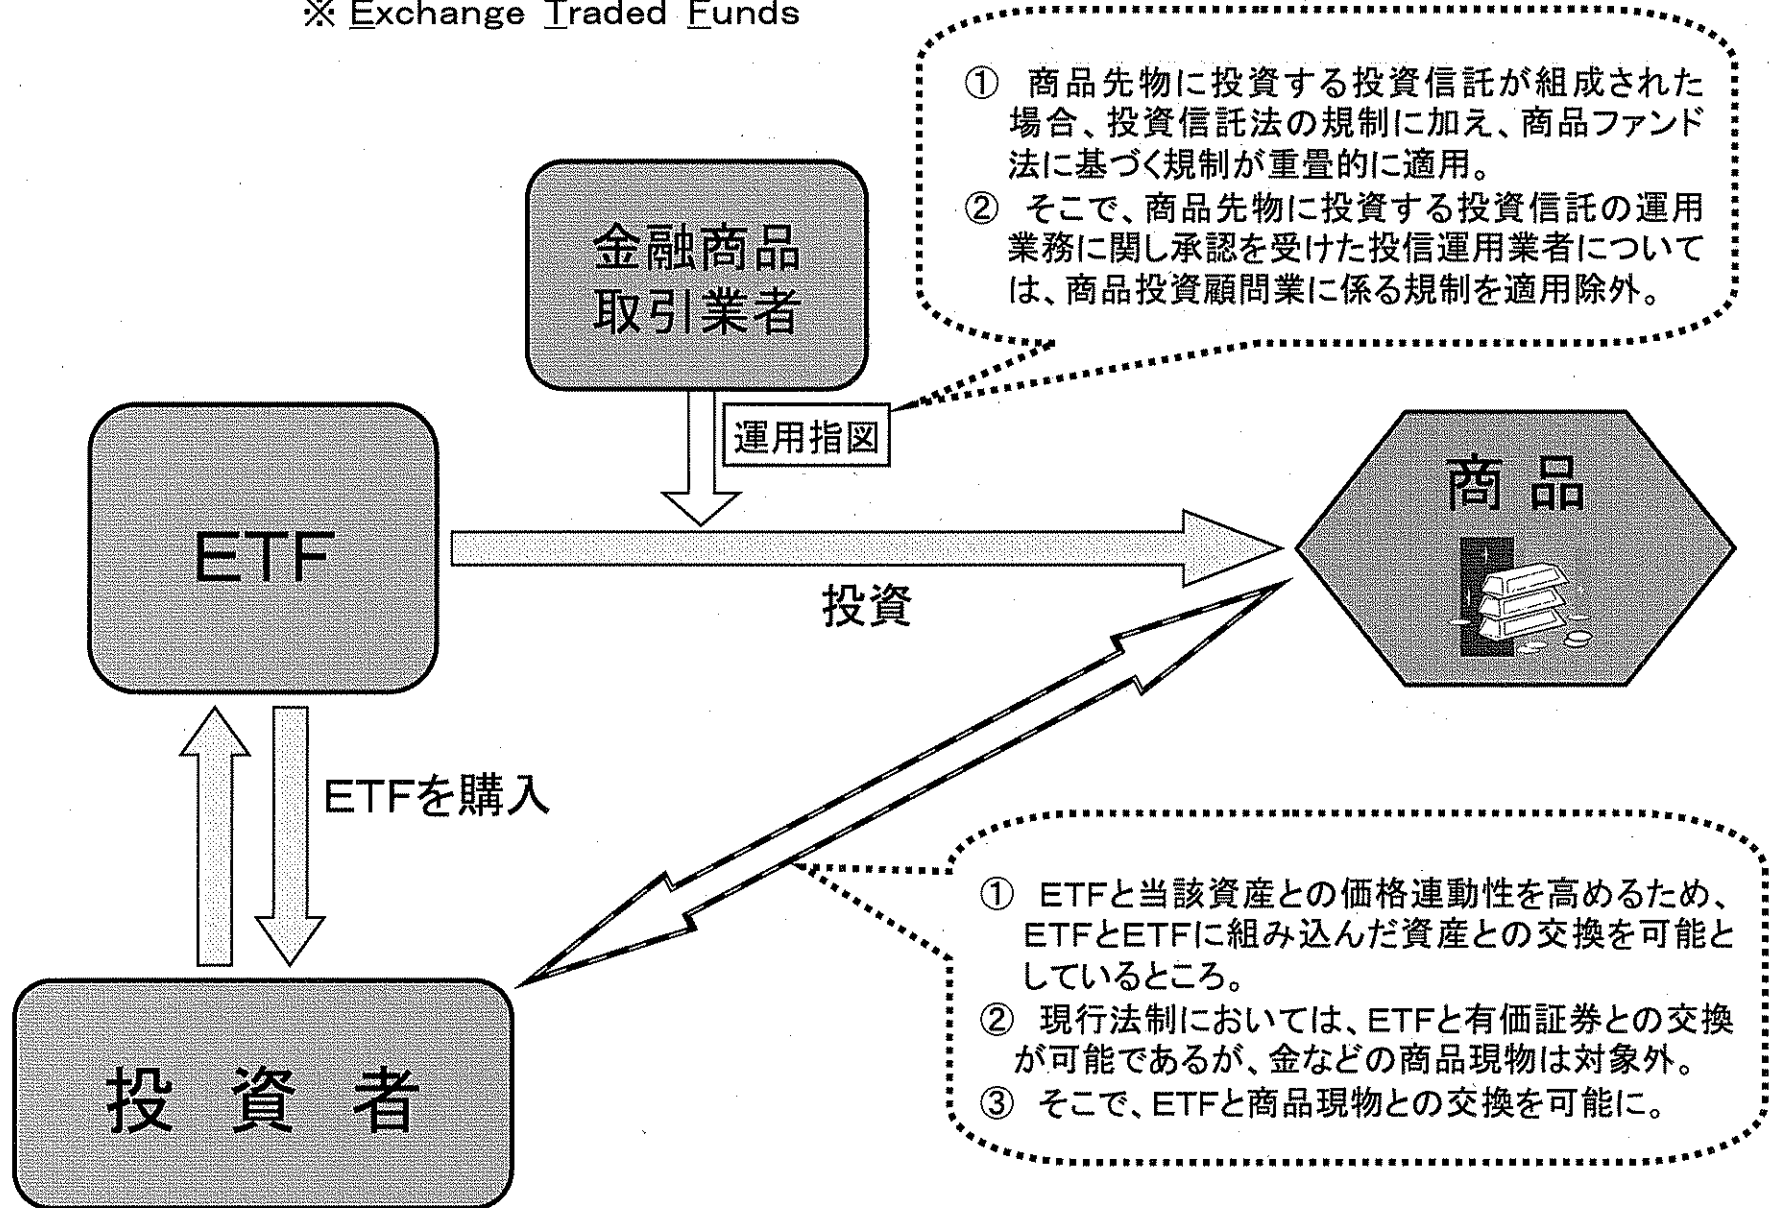 ※ Exchange Traded Funds
① 商品先物に投資する投資信託が組成された
場合、投資信託法の規制に加え、商品ファンド
法に基づく規制が重畳的に適用。
② そこで、商品先物に投資する投資信託の運用
業務に関し承認を受けた投信運用業者について
は、商品投資顧問業に係る規制を適用除外。
金融商品
取引業者
運用指図
商 品
ETF
投資
ETFを購入
① ETFと当該資産との価格連動性を高めるため、
ETFとETFに組み込んだ資産との交換を可能と
しているところ。
② 現行法制においては、ETFと有価証券との交換
が可能であるが、金などの商品現物は対象外。
③ そこで、ETFと商品現物との交換を可能に。
投 資 者